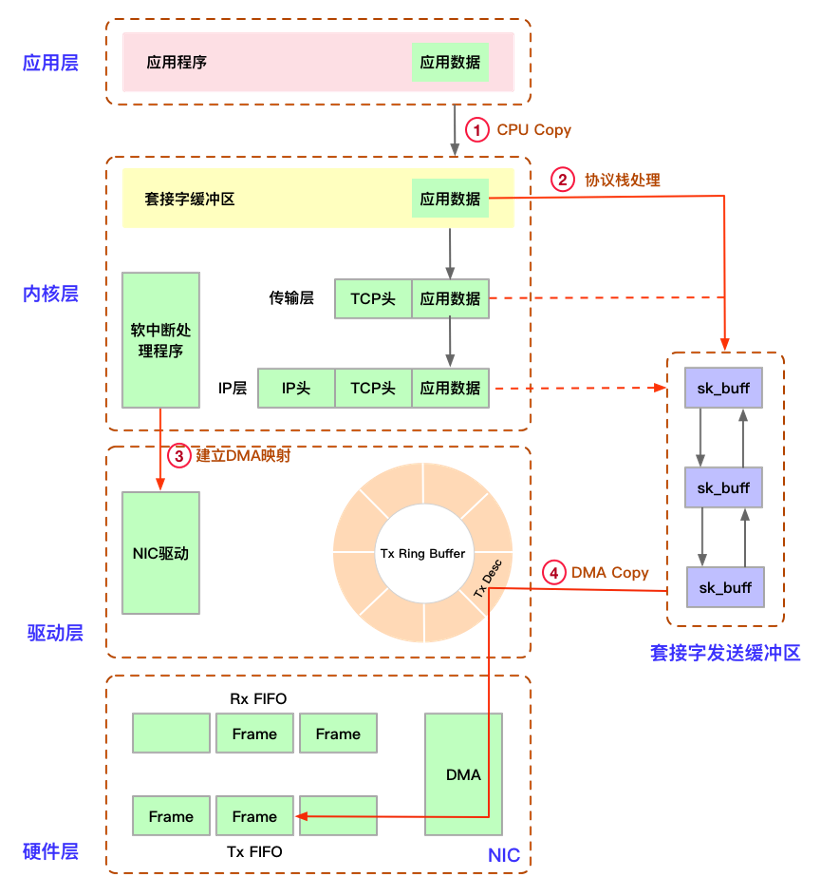 应用层
应用程序
应用数据
① CPU Copy
内核层
套接字缓冲区
应用数据
② 协议栈处理
传输层
TCP头
应用数据
软中断处
理程序
IP层
IP头
TCP头
应用数据
sk_buff
sk_buff
sk_buff
套接字发送缓冲区
③ 建立DMA映射
驱动层
NIC驱动
Tx Ring Buffer
Tx Desc
④ DMA Copy
硬件层
Rx FIFO
Frame
Frame
DMA
Frame
Frame
Tx FIFO
NIC